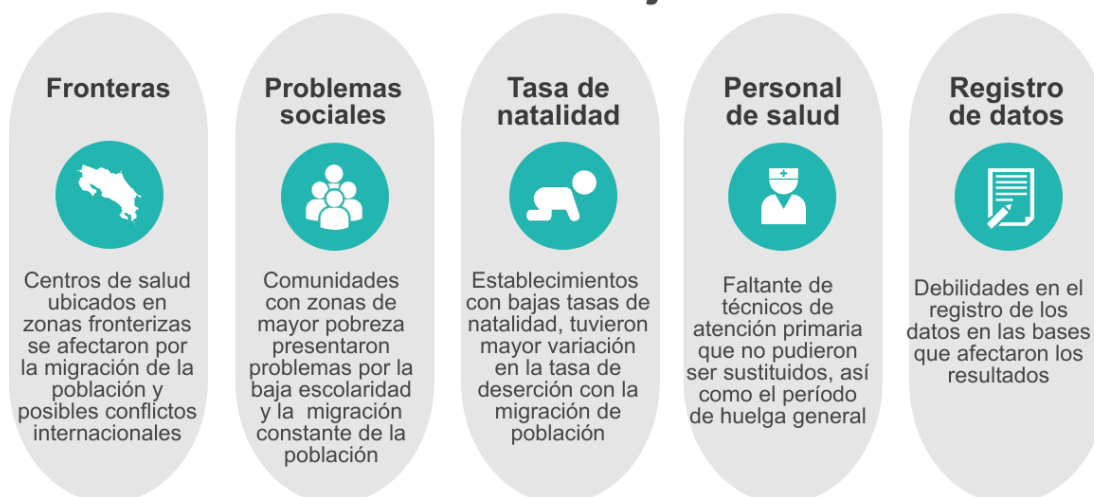 Fronteras
Centros de salud
ubicados en
zonas fronterizas
se afectaron por
la migración de la
población y
posibles conflictos
internacionales
Problemas
sociales
Comunidades
con zonas de
mayor pobreza
presentaron
problemas por la
baja escolaridad
y la migración
constante de la
población
Tasa de
natalidad
Establecimientos
con bajas tasas de
natalidad, tuvieron
mayor variación
en la tasa de
deserción con la
migración de
población
Personal
de salud
Faltante de
técnicos de
atención primaria
que no pudieron
ser sustituidos, así
como el período
de huelga general
Registro
de datos
Debilidades en el
registro de los
datos en las bases
que afectaron los
resultados